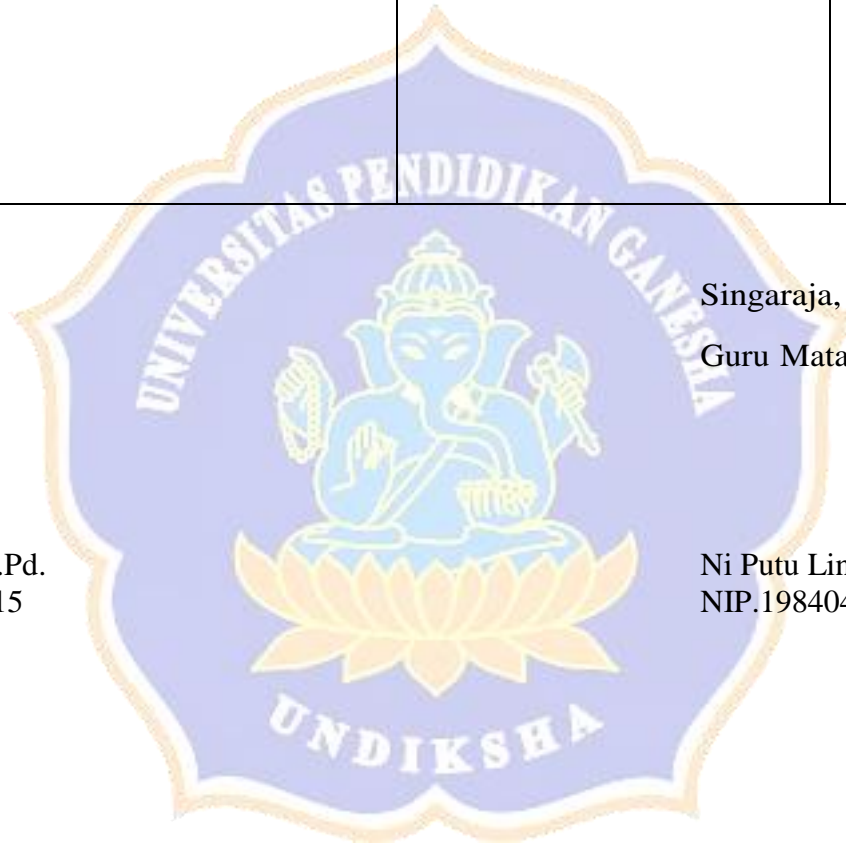 UNIVERSITAS PENDIDIKAN GANESHA
Singaraja,
Guru Mata
.Pd.
Ni Putu Lin
15
NIP.198404
UNDIKSHA